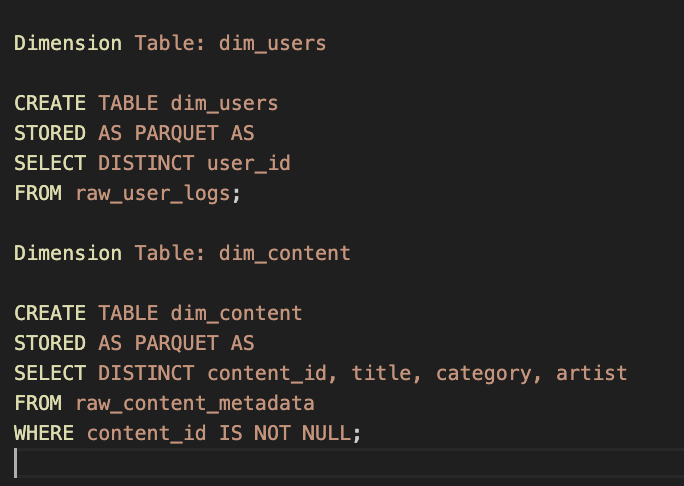 Dimension Table: dim_users
CREATE TABLE dim_users
STORED AS PARQUET AS
SELECT DISTINCT user_id
FROM raw_user_logs;
Dimension Table: dim_content
CREATE TABLE dim_content
STORED AS PARQUET AS
SELECT DISTINCT content_id, title, category, artist
FROM raw_content_metadata
WHERE content_id IS NOT NULL;